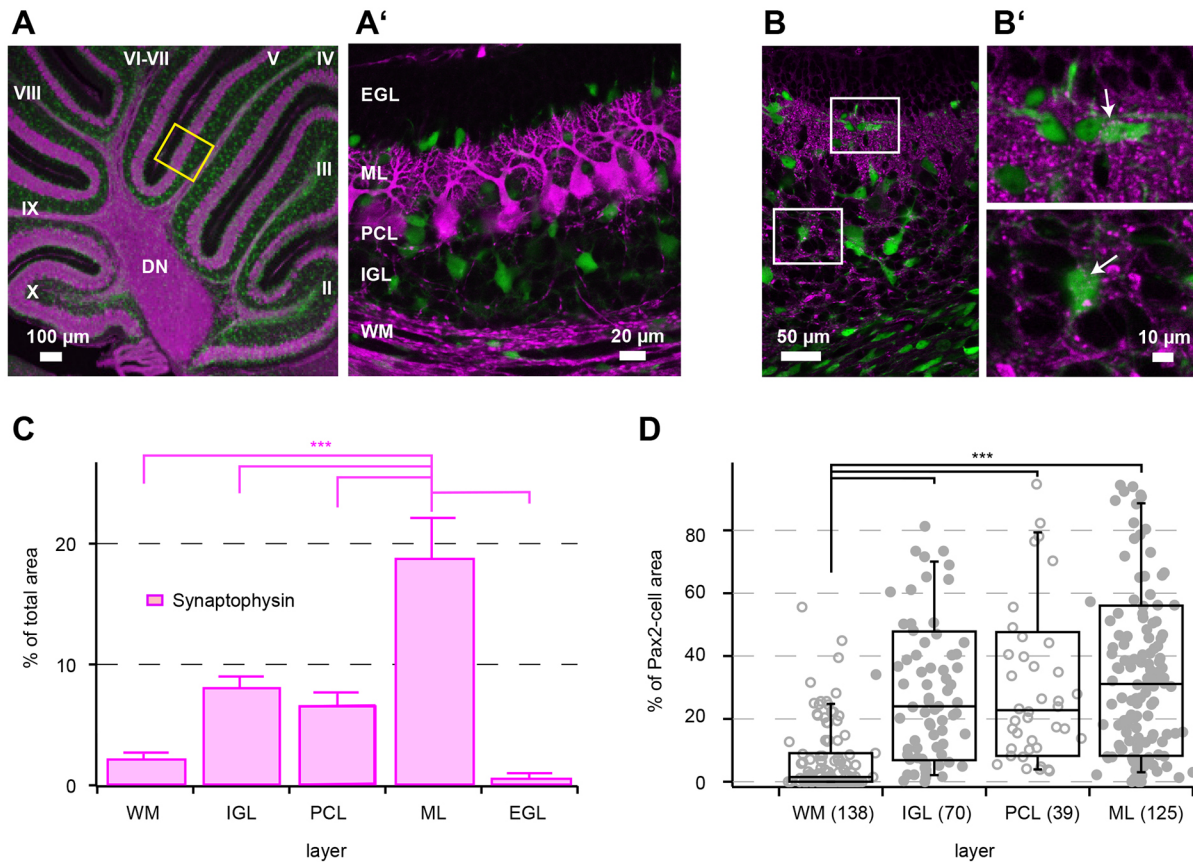 A
A‘
B
B‘
VI-VII
V
IV
VIII
III
IX
DN
X
II
100 µm
EGL
ML
PCL
IGL
WM
20 µm
50 µm
10 µm
C
***
% of total area
20
10
0
Synaptophysin
WM IGL PCL ML EGL
layer
D
***
% of Pax2-cell area
80
60
40
20
0
WM (138) IGL (70) PCL (39) ML (125)
layer